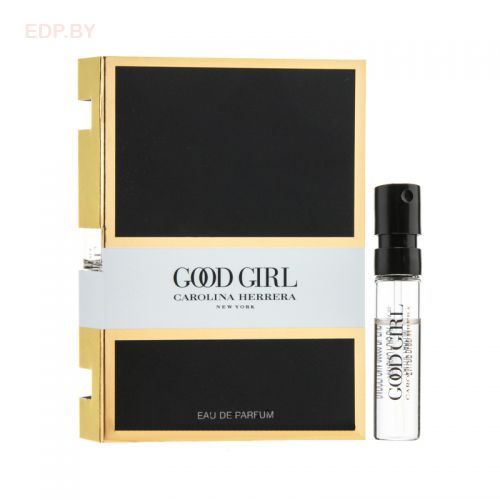 EDP.BY
GOOD GIRL
CAROLINA HERRERA
NEW YORK
EAU DE PARFUM
GOOD GIRL